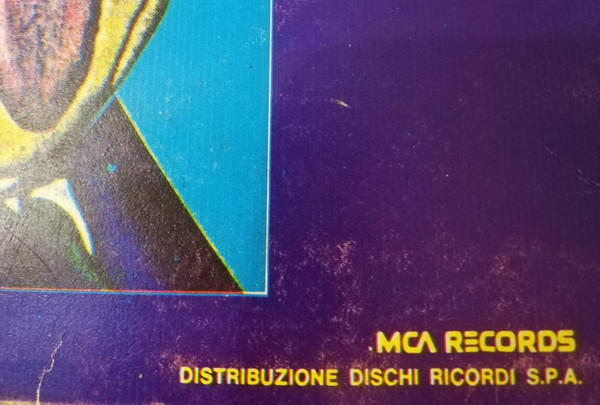 MCA RECORDS
DISTRIBUZIONE DISCHI RICORDI S.P.A.